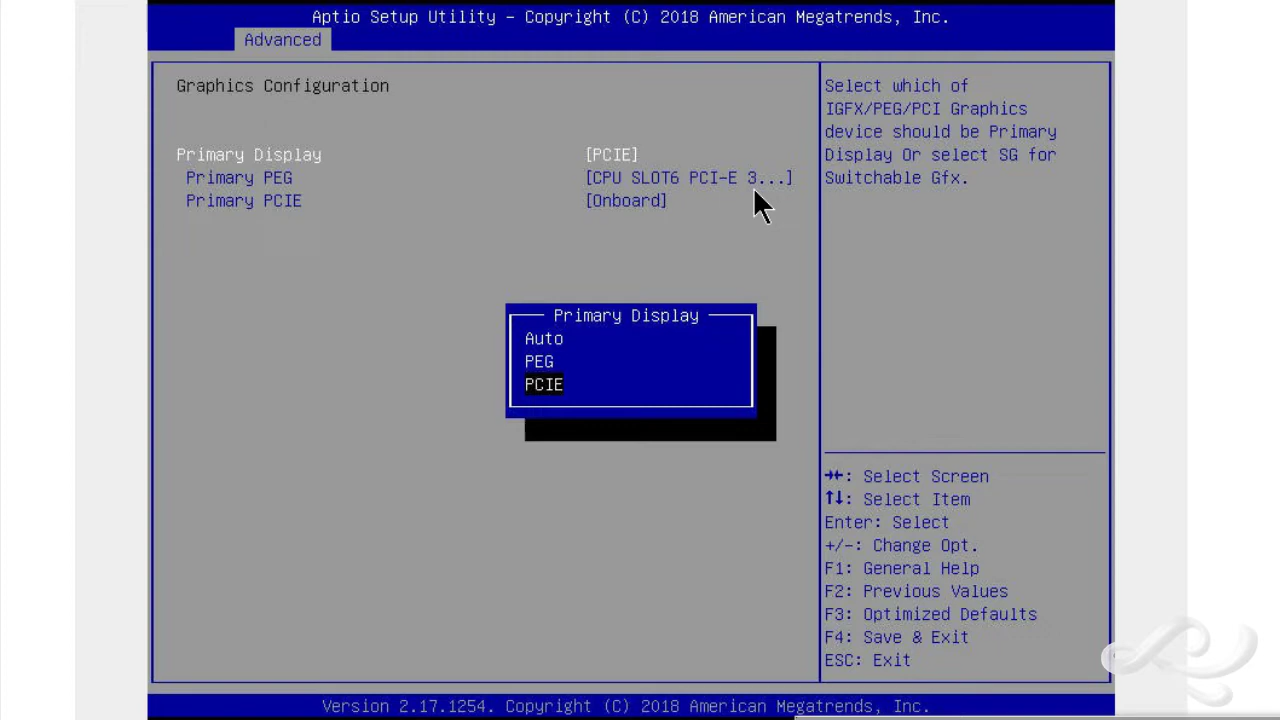 Aptio Setup Utility – Copyright (C) 2018 American Megatrends, Inc.
Advanced
Graphics Configuration
Primary Display [PCIE]
Primary PEG [CPU SLOT6 PCI-E 3...]
Primary PCIE [Onboard]
Select which of
IGFX/PEG/PCI Graphics
device should be Primary
Display Or select SG for
Switchable Gfx.
Primary Display
Auto
PEG
PCIE
→←: Select Screen
↑↓: Select Item
Enter: Select
+/-: Change Opt.
F1: General Help
F2: Previous Values
F3: Optimized Defaults
F4: Save & Exit
ESC: Exit
Version 2.17.1254. Copyright (C) 2018 American Megatrends, Inc.